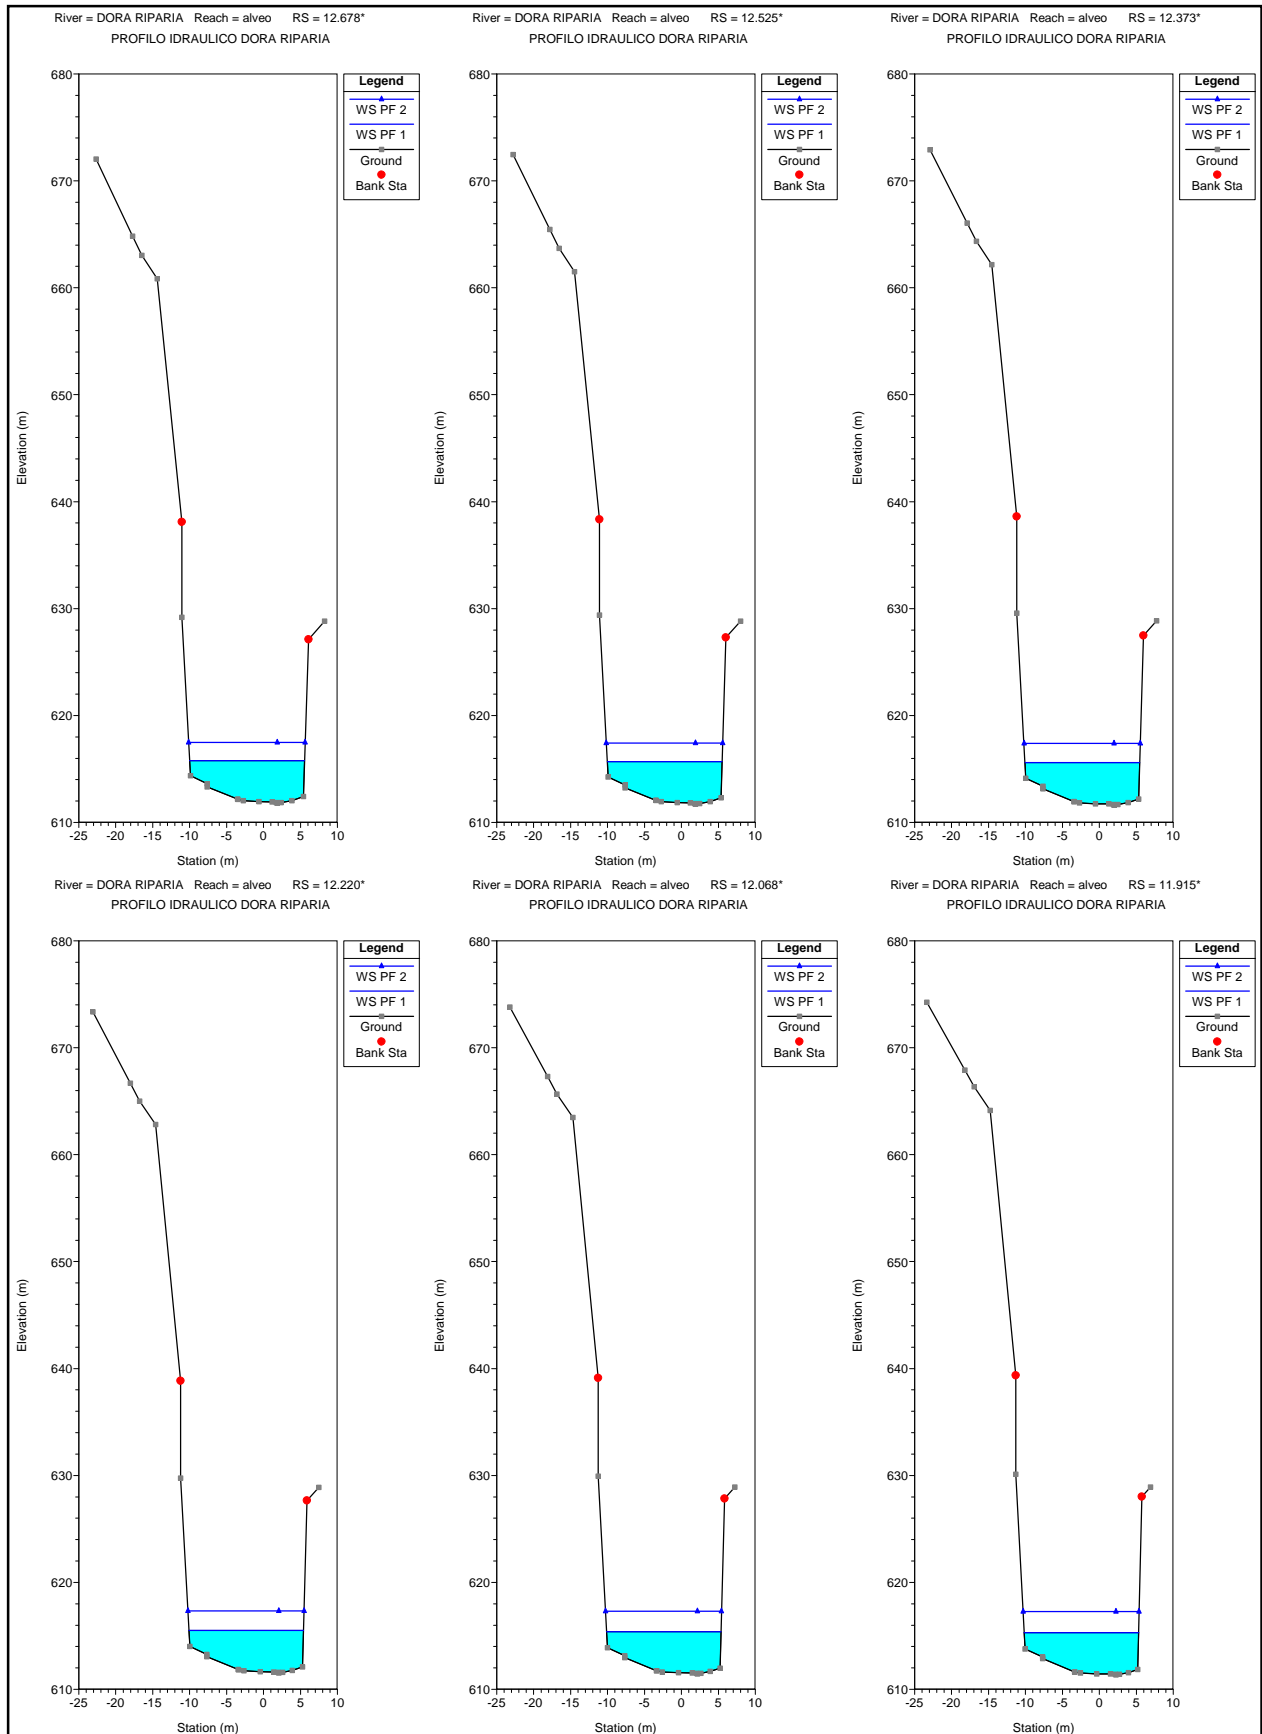 River = DORA RIPARIA Reach = alveo RS = 12.678*
PROFILO IDRAULICO DORA RIPARIA
680
670
660
650
640
630
620
610
-25 -20 -15 -10 -5 0 5 10
Elevation (m)
Station (m)
Legend
WS PF 2
WS PF 1
Ground
Bank Sta
River = DORA RIPARIA Reach = alveo RS = 12.525*
PROFILO IDRAULICO DORA RIPARIA
680
670
660
650
640
630
620
610
-25 -20 -15 -10 -5 0 5 10
Elevation (m)
Station (m)
Legend
WS PF 2
WS PF 1
Ground
Bank Sta
River = DORA RIPARIA Reach = alveo RS = 12.373*
PROFILO IDRAULICO DORA RIPARIA
680
670
660
650
640
630
620
610
-25 -20 -15 -10 -5 0 5 10
Elevation (m)
Station (m)
Legend
WS PF 2
WS PF 1
Ground
Bank Sta
River = DORA RIPARIA Reach = alveo RS = 12.220*
PROFILO IDRAULICO DORA RIPARIA
680
670
660
650
640
630
620
610
-25 -20 -15 -10 -5 0 5 10
Elevation (m)
Station (m)
Legend
WS PF 2
WS PF 1
Ground
Bank Sta
River = DORA RIPARIA Reach = alveo RS = 12.068*
PROFILO IDRAULICO DORA RIPARIA
680
670
660
650
640
630
620
610
-25 -20 -15 -10 -5 0 5 10
Elevation (m)
Station (m)
Legend
WS PF 2
WS PF 1
Ground
Bank Sta
River = DORA RIPARIA Reach = alveo RS = 11.915*
PROFILO IDRAULICO DORA RIPARIA
680
670
660
650
640
630
620
610
-25 -20 -15 -10 -5 0 5 10
Elevation (m)
Station (m)
Legend
WS PF 2
WS PF 1
Ground
Bank Sta